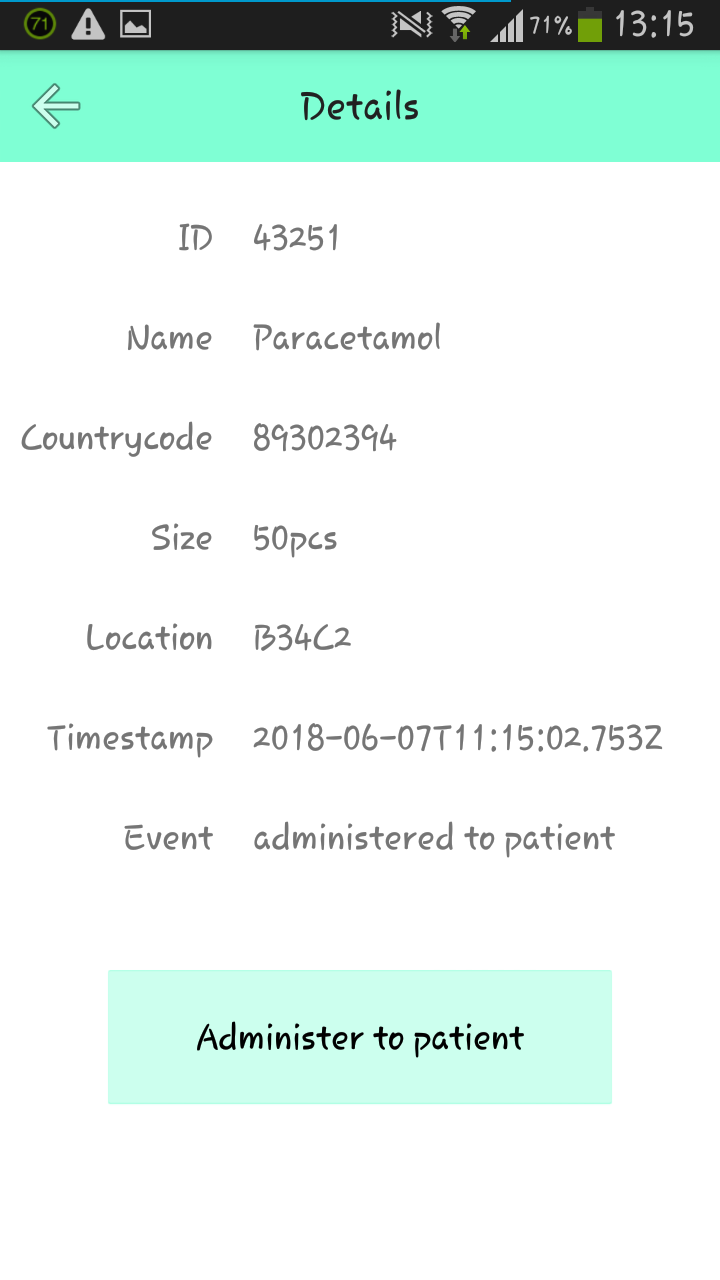 71 71% 13:15
Details
ID 43251
Name Paracetamol
Countrycode 89302394
Size 50pcs
Location B34C2
Timestamp 2018-06-07T11:15:02.753Z
Event administered to patient
Administer to patient